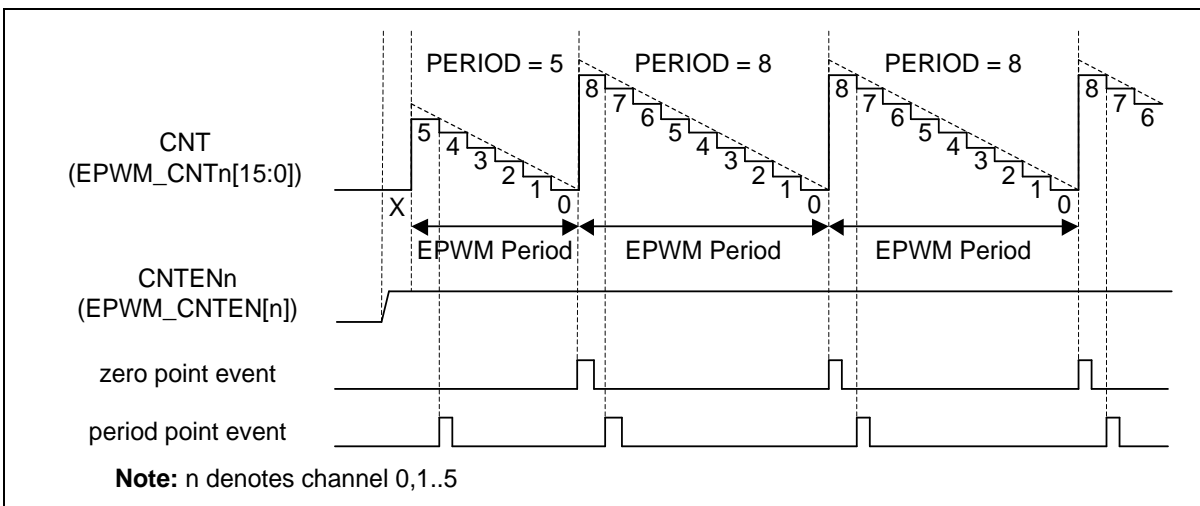 PERIOD = 5
PERIOD = 8
PERIOD = 8
CNT
(EPWM_CNTn[15:0])
X
5
4
3
2
1
0
8
7
6
5
4
3
2
1
0
8
7
6
5
4
3
2
1
0
8
7
6
EPWM Period
EPWM Period
EPWM Period
CNTENn
(EPWM_CNTEN[n])
zero point event
period point event
Note: n denotes channel 0,1..5